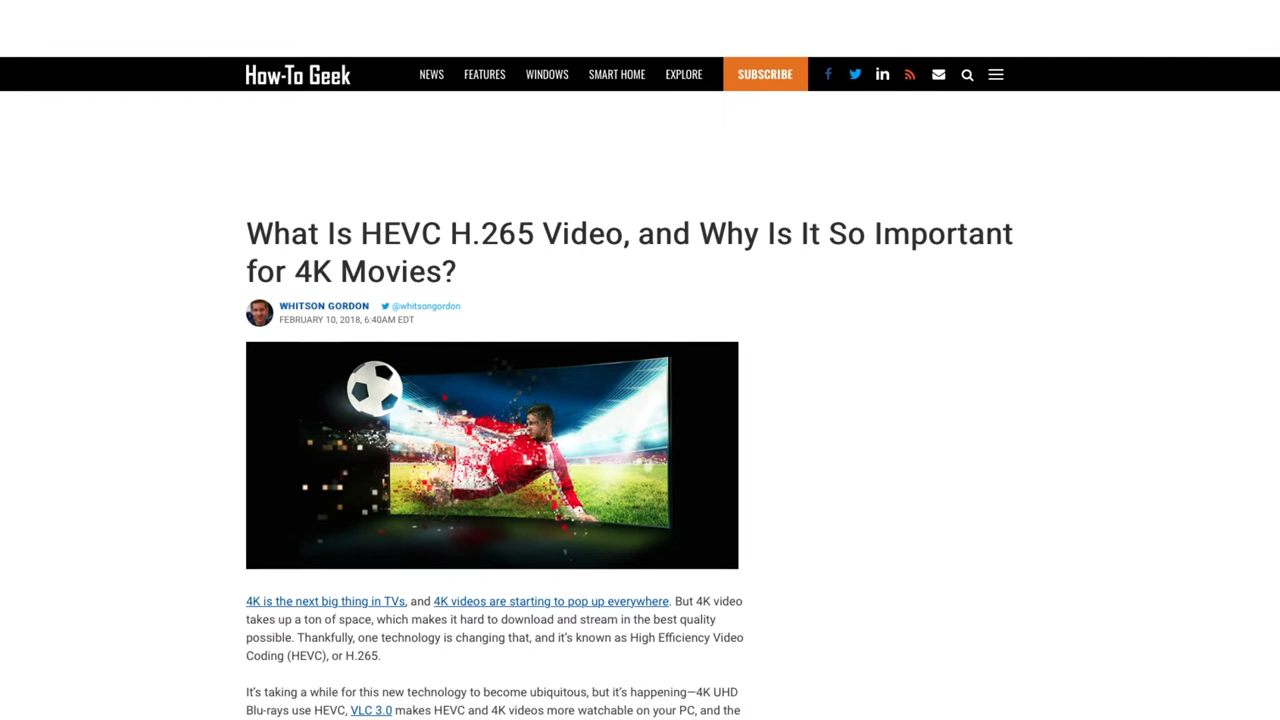 How-To Geek NEWS FEATURES WINDOWS SMART HOME EXPLORE SUBSCRIBE
What Is HEVC H.265 Video, and Why Is It So Important
for 4K Movies?
WHITSON GORDON @whitsongordon
FEBRUARY 10, 2018, 6:40AM EDT
4K is the next big thing in TVs, and 4K videos are starting to pop up everywhere. But 4K video
takes up a ton of space, which makes it hard to download and stream in the best quality
possible. Thankfully, one technology is changing that, and it's known as High Efficiency Video
Coding (HEVC), or H.265.
It's taking a while for this new technology to become ubiquitous, but it's happening—4K UHD
Blu-rays use HEVC, VLC 3.0 makes HEVC and 4K videos more watchable on your PC, and the